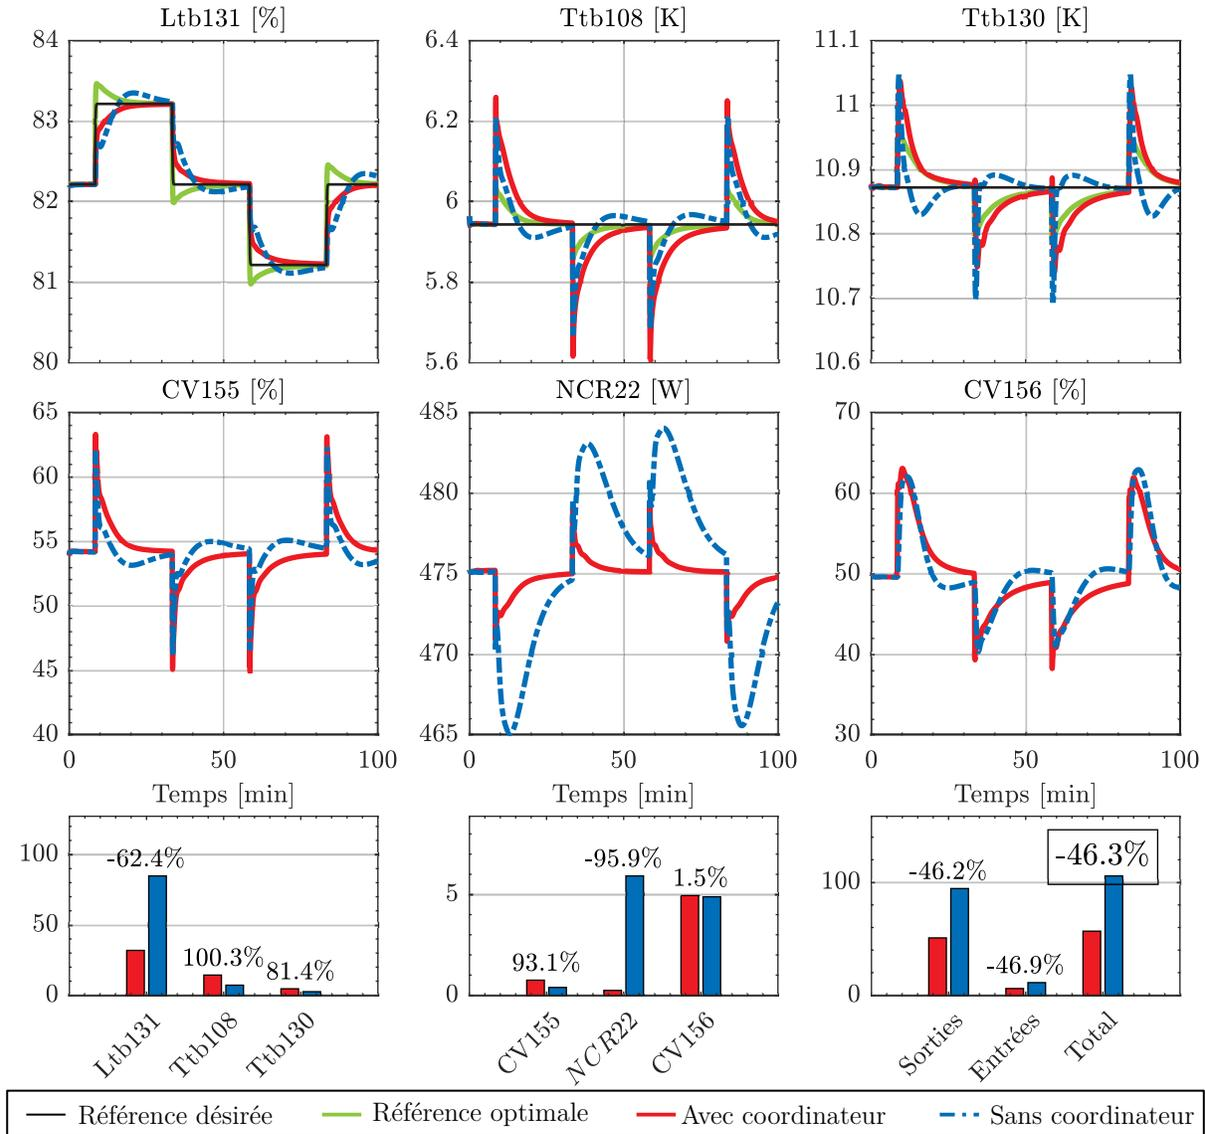 Ltb131 [%] Ttb108 [K] Ttb130 [K]
84 6.4 11.1
83 6.2 11
82 6 10.9
10.8
81 5.8
10.7
80 5.6 10.6
CV155 [%] NCR22 [W] CV156 [%]
65 485 70
60 480 60
55 475 50
50
45 470 40
40 465 30
0 50 100 0 50 100 0 50 100
Temps [min] Temps [min] Temps [min]
100 -62.4% -95.9% -46.3%
1.5% -46.2%
100
5
50
100.3% 81.4% 93.1% -46.9%
0 0 0
Ltb131 Ttb108 Ttb130 CV155 NCR22 CV156 Sorties Entrées Total
Référence désirée Référence optimale Avec coordinateur Sans coordinateur